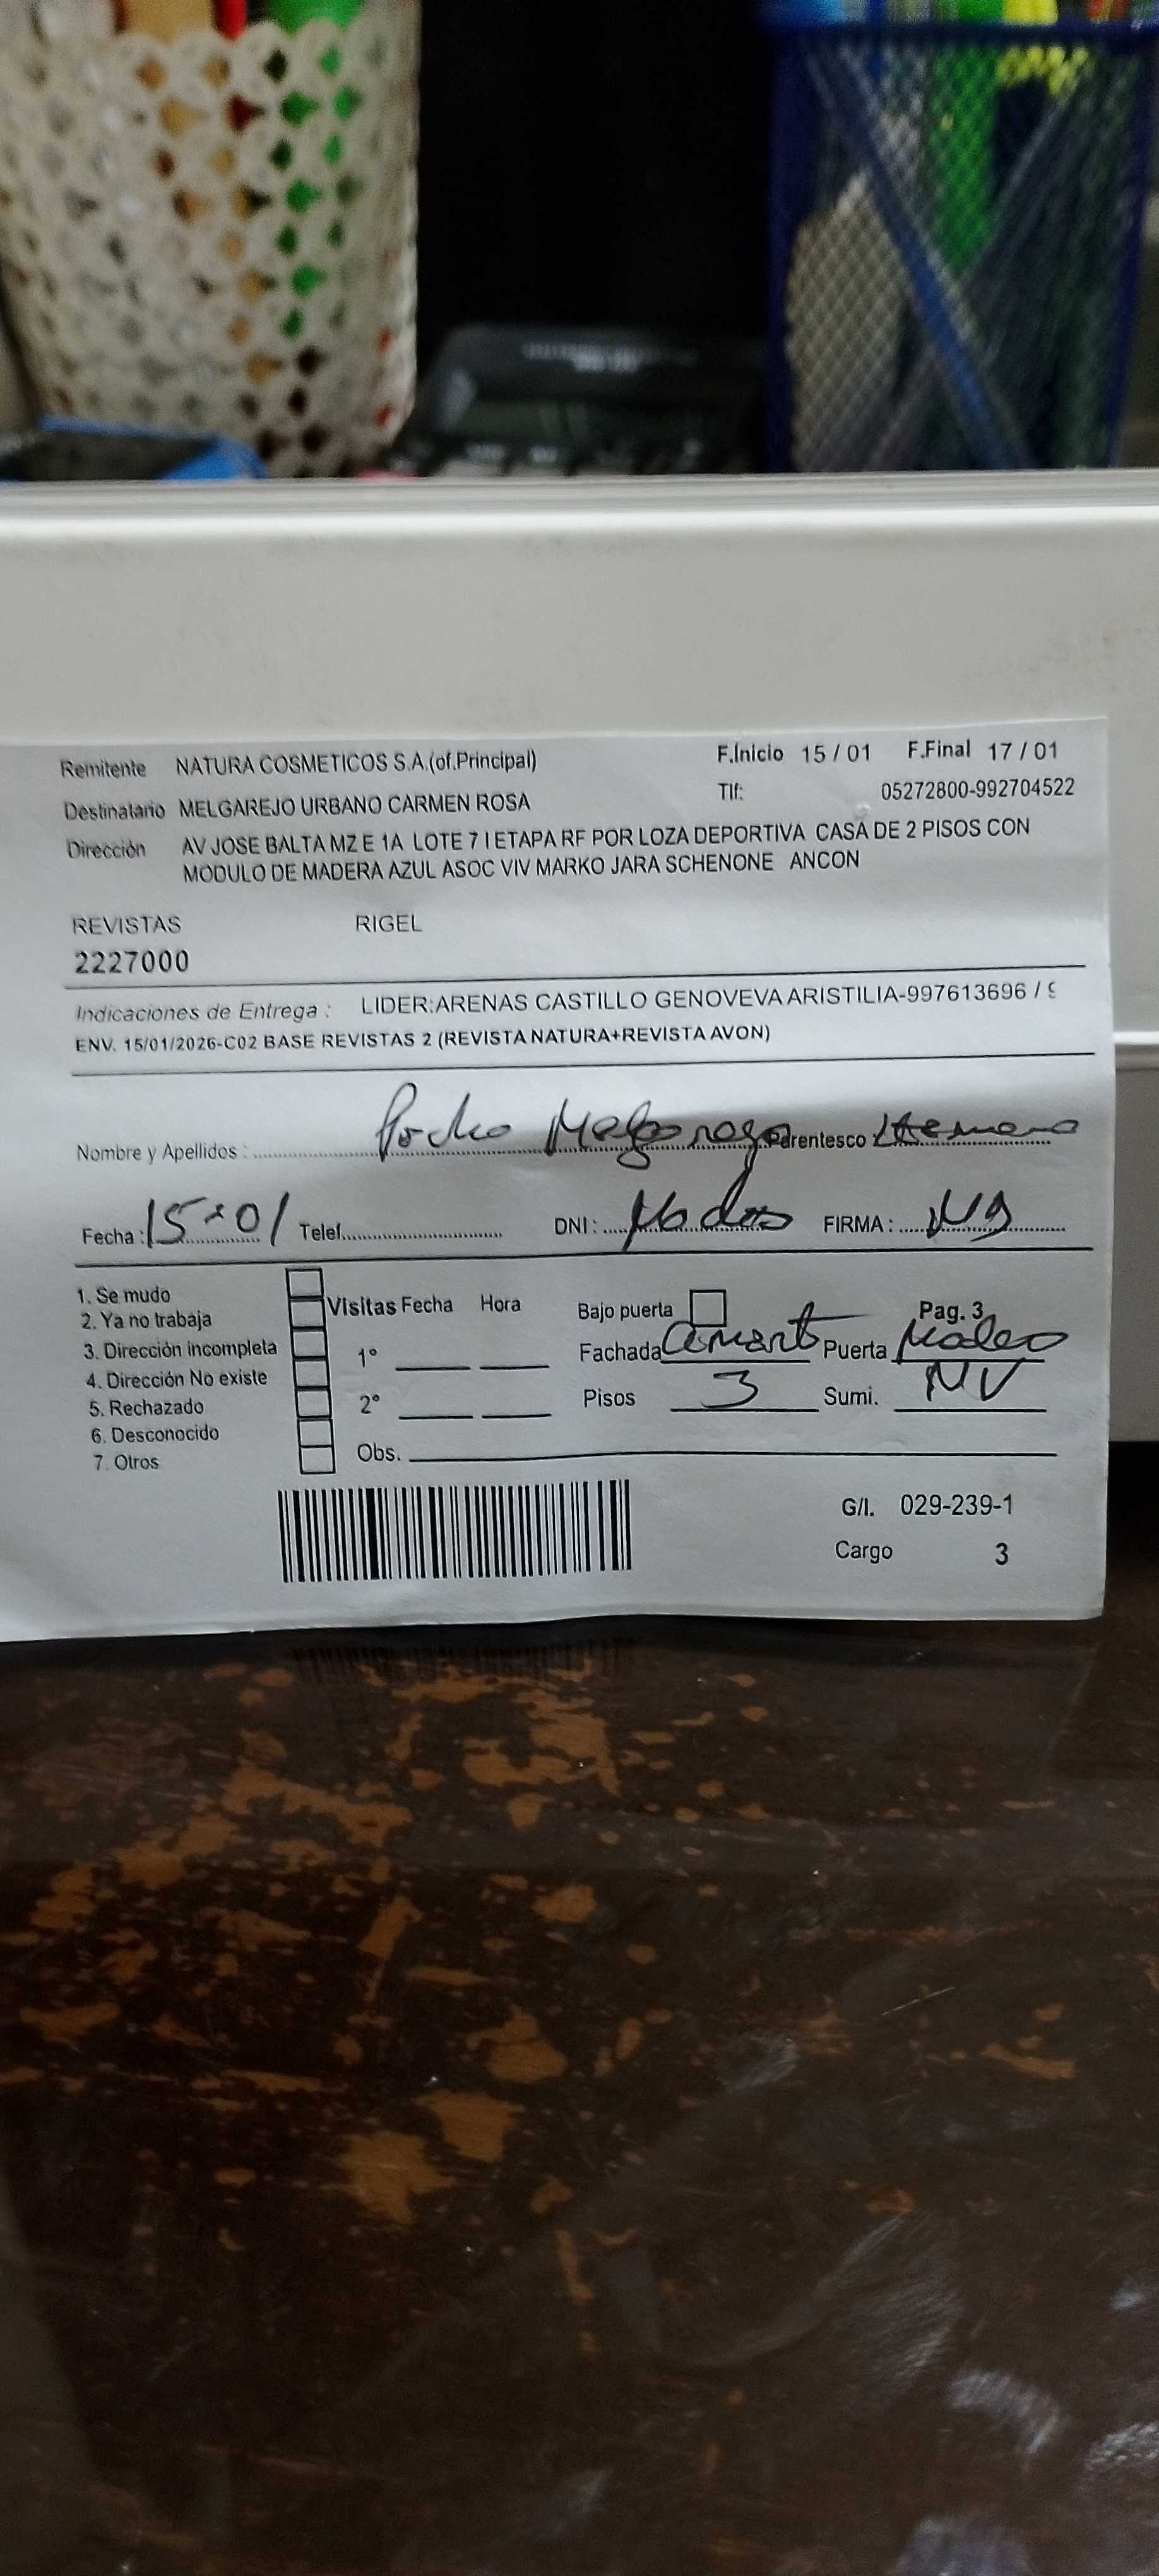 Remitente NATURA COSMETICOS S.A.(of.Principal) F.Inicio 15 / 01 F.Final 17 / 01
Destinatario MELGAREJO URBANO CARMEN ROSA Tlf: 05272800-992704522
Dirección AV JOSE BALTA MZ E 1A LOTE 7 I ETAPA RF POR LOZA DEPORTIVA CASA DE 2 PISOS CON
MODULO DE MADERA AZUL ASOC VIV MARKO JARA SCHENONE ANCON
REVISTAS RIGEL
2227000
Indicaciones de Entrega : LIDER:ARENAS CASTILLO GENOVEVA ARISTILIA-997613696 / 9
ENV. 15/01/2026-C02 BASE REVISTAS 2 (REVISTA NATURA+REVISTA AVON)
Nombre y Apellidos : Parentesco
Fecha : 15 01 Telef. DNI : FIRMA :
1. Se mudo
2. Ya no trabaja Visitas Fecha Hora Bajo puerta Pag. 3
3. Dirección incompleta 1° Fachada Puerta
4. Dirección No existe
5. Rechazado 2° Pisos 3 Sumi. NV
6. Desconocido
7. Otros Obs.
G/I. 029-239-1
Cargo 3